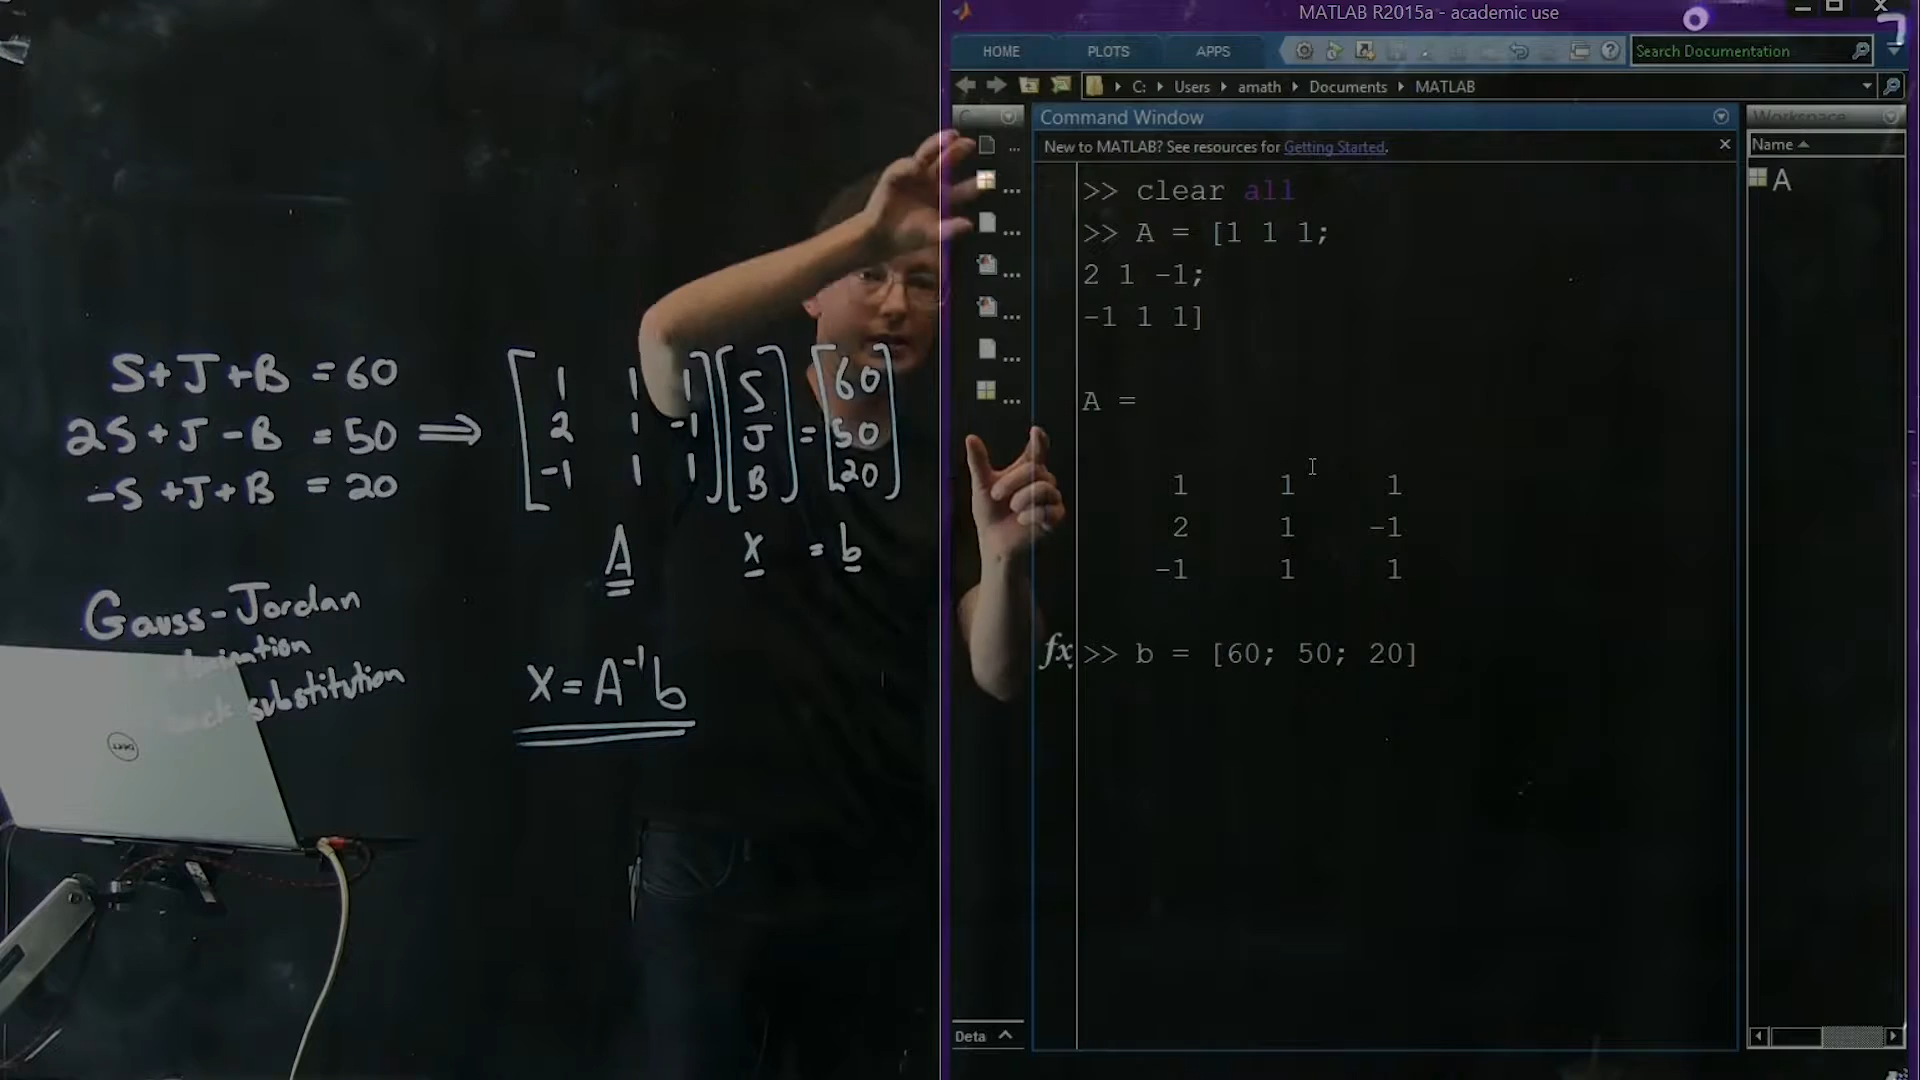 S+J+B = 60
2S+J-B = 50
-S+J+B = 20
⇒
[1 1 1] [S] [60]
[2 1 -1] [J] = [50]
[-1 1 1] [B] [20]
A x = b
Gauss-Jordan
substitution
x = A⁻¹b
DELL
MATLAB R2015a - academic use
HOME PLOTS APPS
Search Documentation
C: Users amath Documents MATLAB
C
Command Window
Workspace
New to MATLAB? See resources for Getting Started.
Name
A
>> clear all
>> A = [1 1 1;
2 1 -1;
-1 1 1]
A =
1 1 1
2 1 -1
-1 1 1
fx >> b = [60; 50; 20]
...
...
...
...
...
...
...
Deta